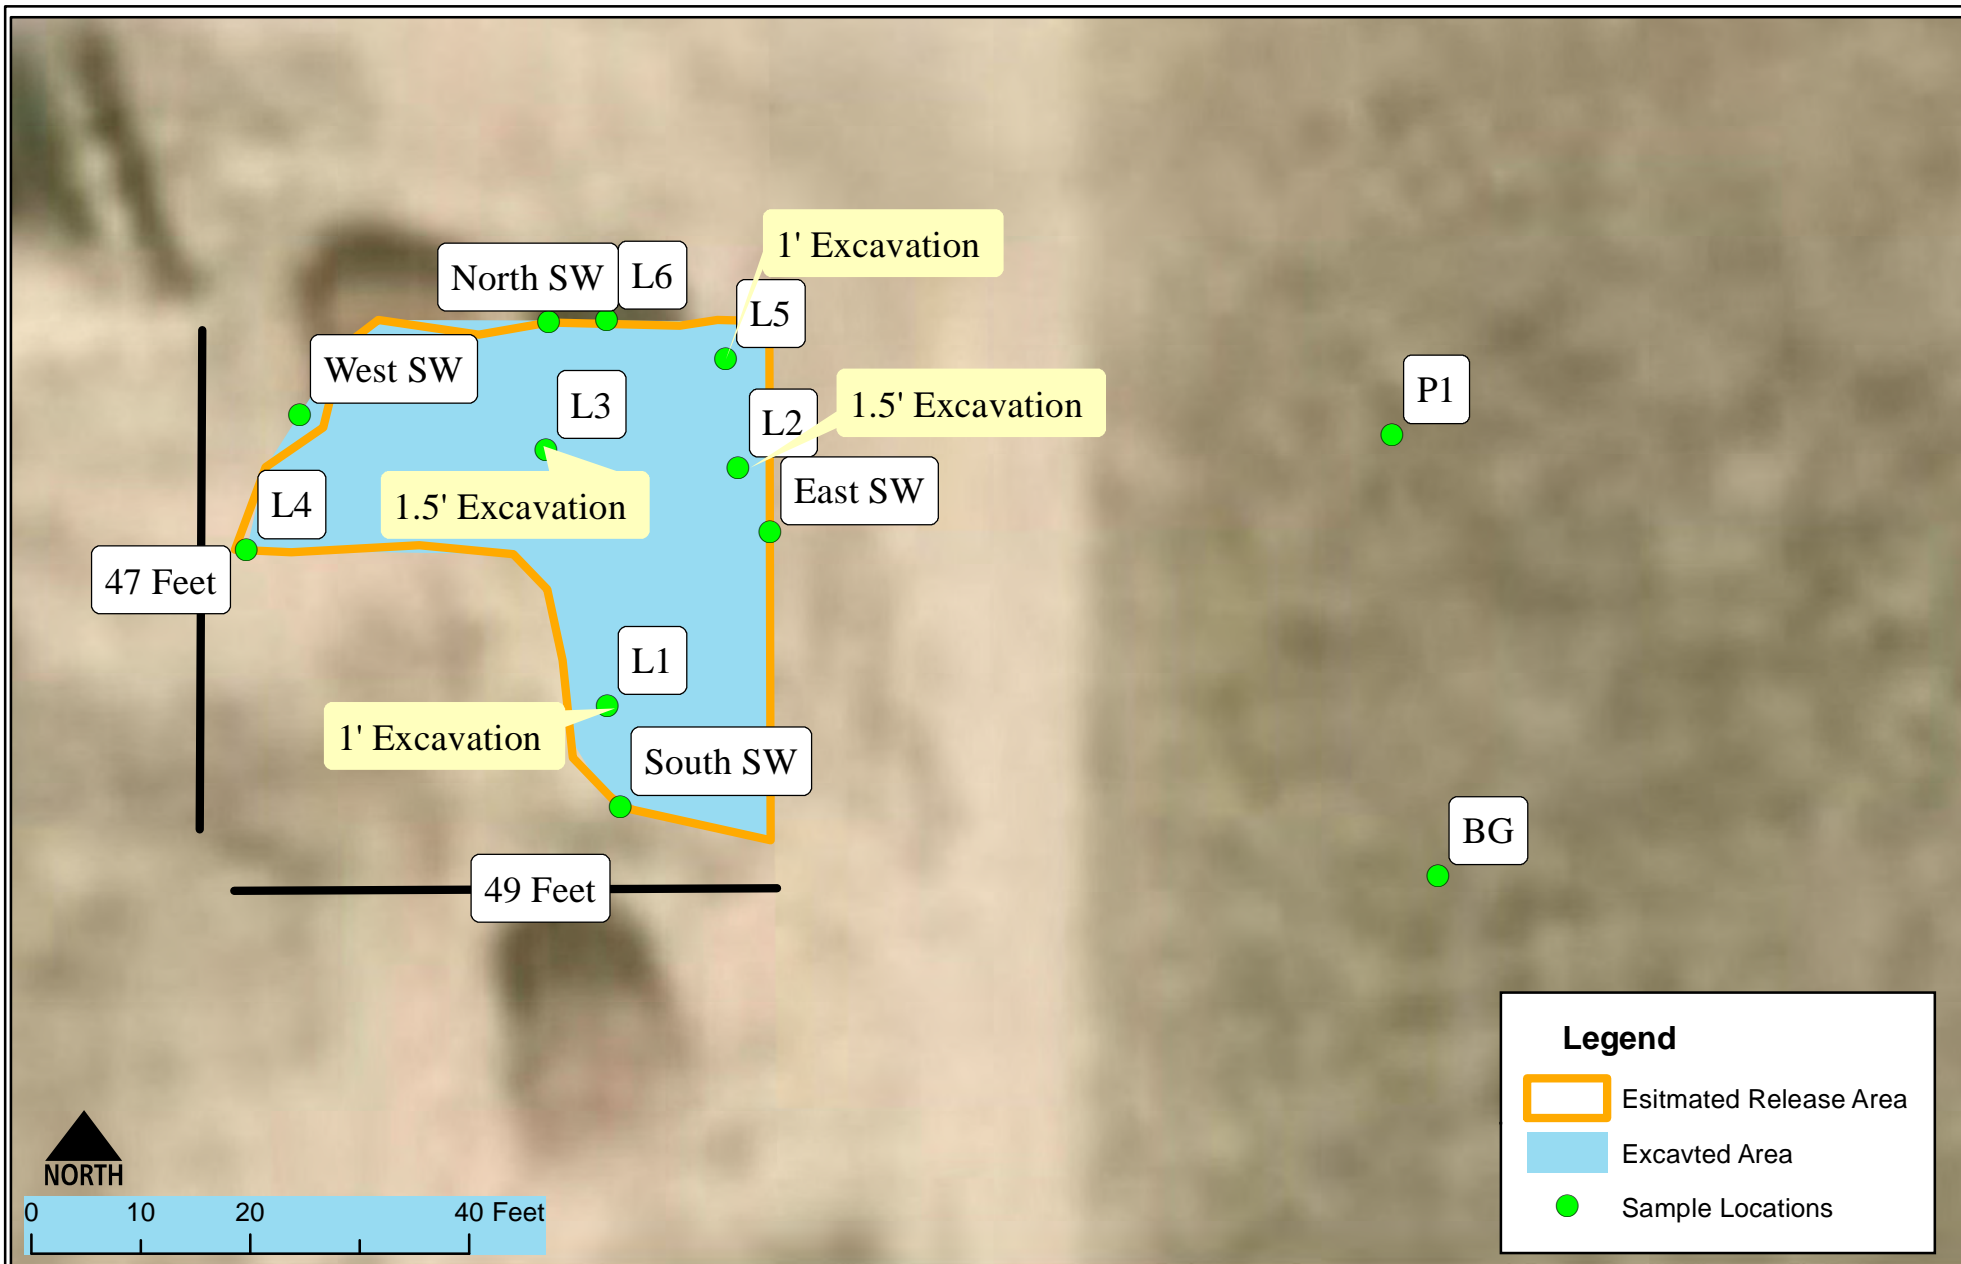 1' Excavation
North SW
L6
L5
West SW
L3
L2
1.5' Excavation
P1
L4
1.5' Excavation
East SW
47 Feet
L1
1' Excavation
South SW
BG
49 Feet
Legend
Esitmated Release Area
Excavted Area
Sample Locations
NORTH
0 10 20 40 Feet